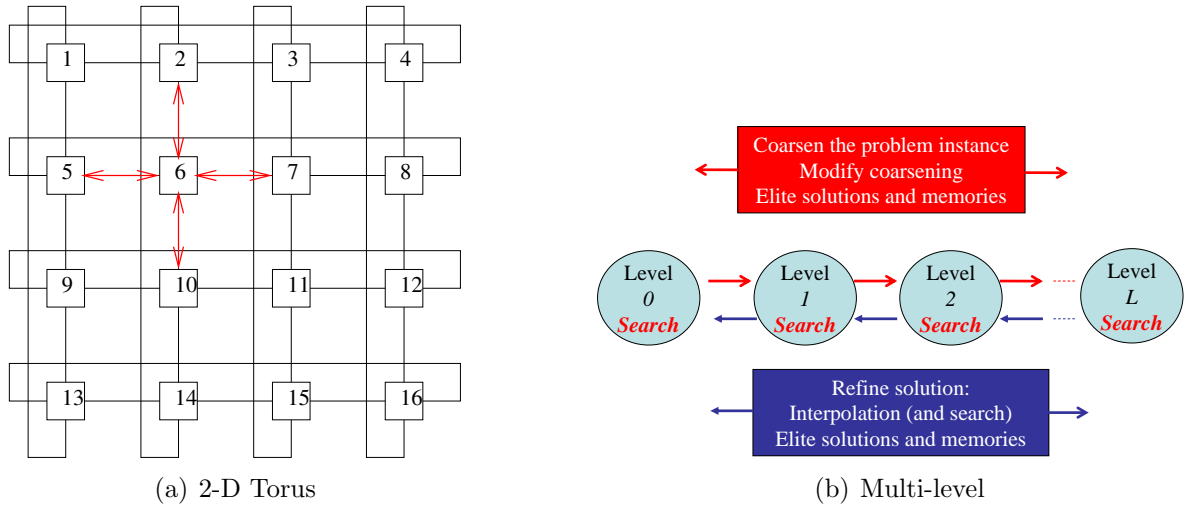 1 2 3 4
5 6 7 8
9 10 11 12
13 14 15 16
(a) 2-D Torus
Coarsen the problem instance
Modify coarsening
Elite solutions and memories
Level Level Level Level
0 1 2 L
Search Search Search Search
Refine solution:
Interpolation (and search)
Elite solutions and memories
(b) Multi-level